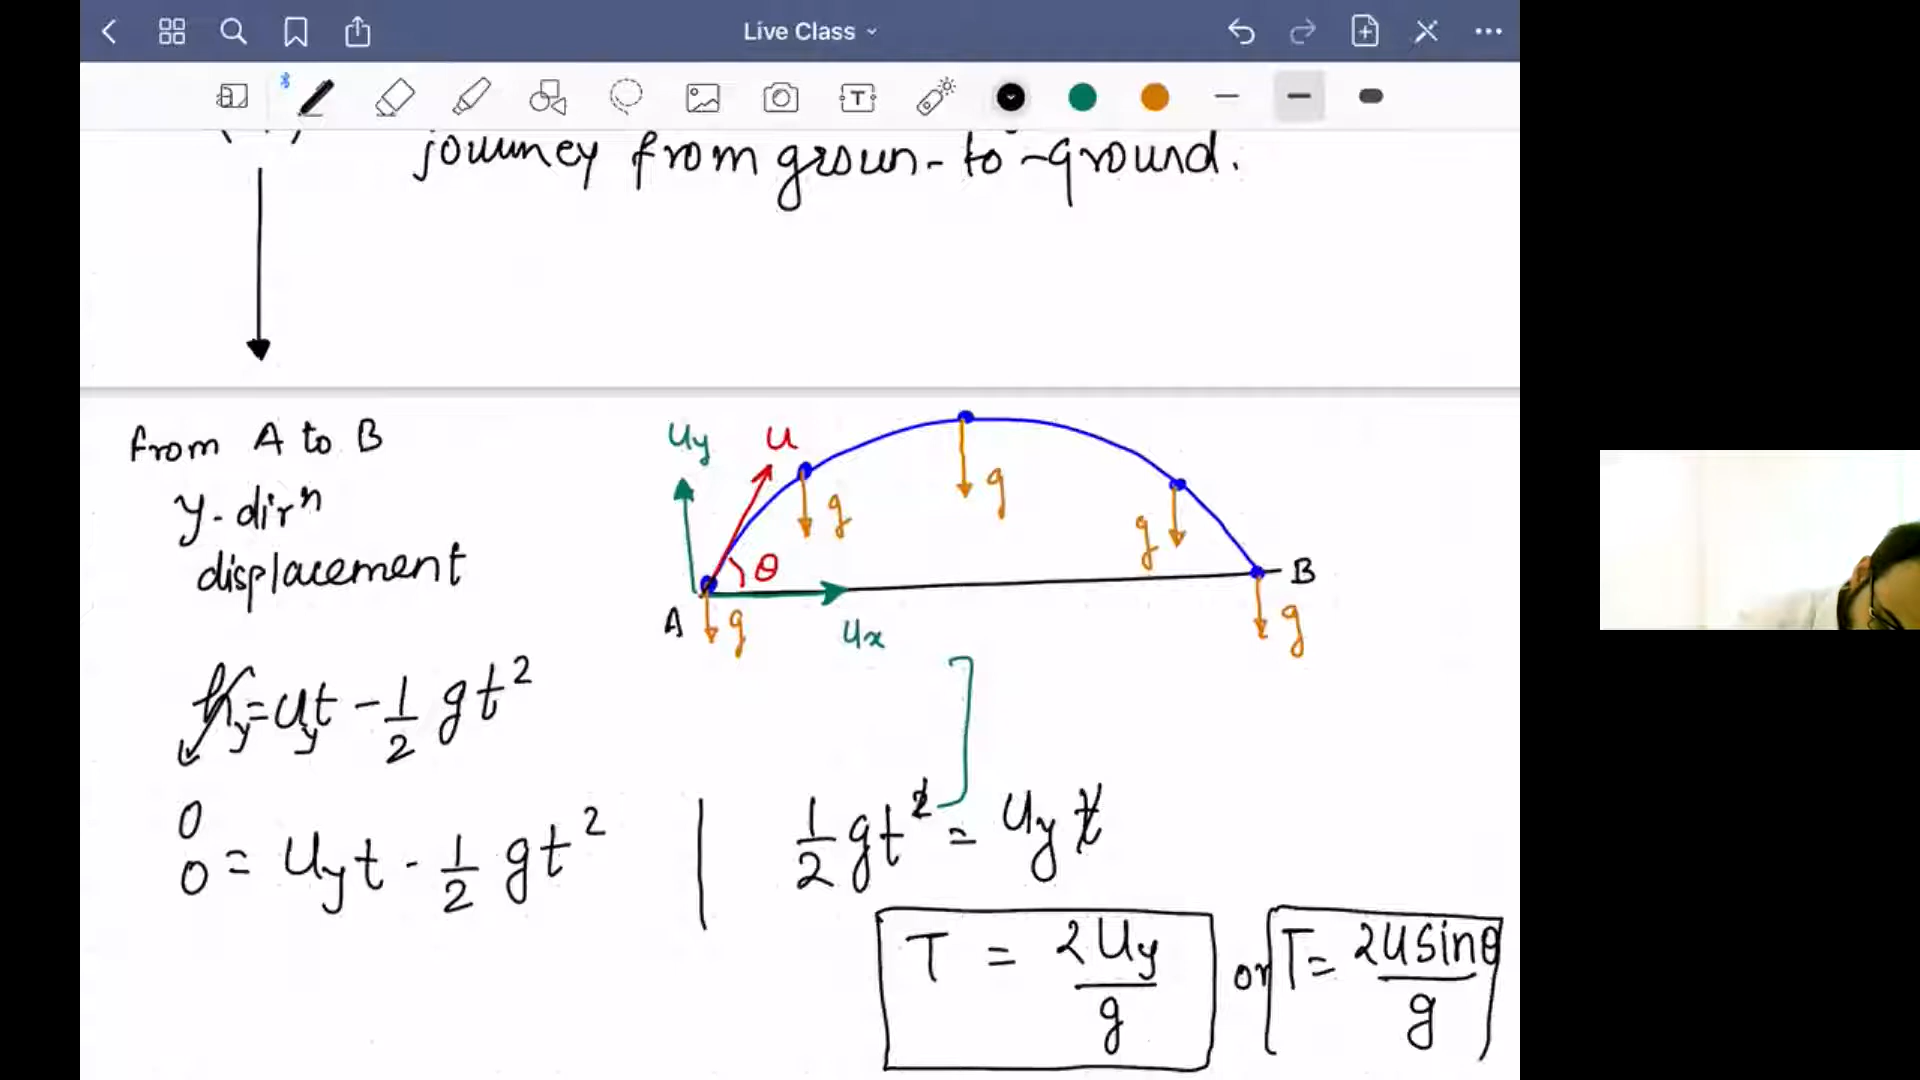 Live Class
T
journey from groun-to-ground.
from A to B
y-dirⁿ
displacement
uy
u
g
g
g
θ
B
A
g
ux
g
hy = uyt - 1/2 gt²
0
0 = uyt - 1/2 gt²
1/2 gt² = uy t
T = 2uy/g or T = 2u sinθ/g